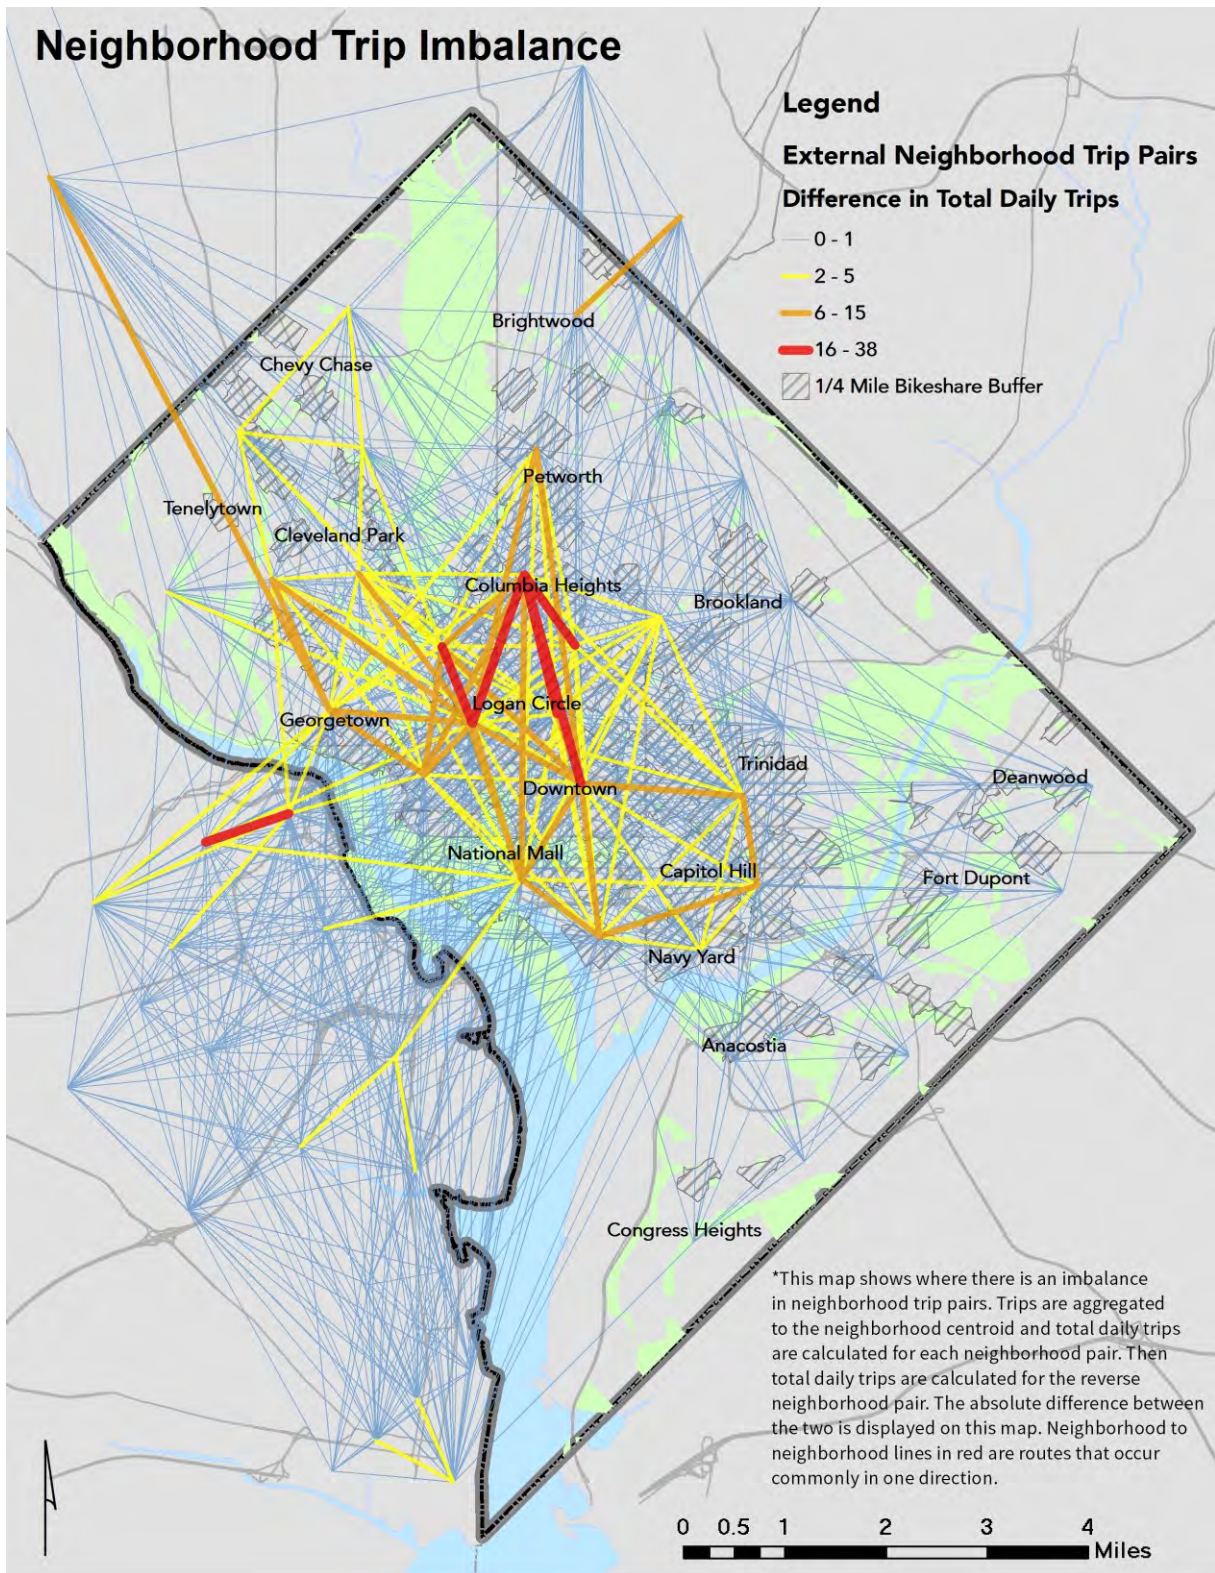 Neighborhood Trip Imbalance
Legend
External Neighborhood Trip Pairs
Difference in Total Daily Trips
0 - 1
2 - 5
6 - 15
16 - 38
1/4 Mile Bikeshare Buffer
Brightwood
Chevy Chase
Petworth
Tenelytown
Cleveland Park
Columbia Heights
Brookland
Logan Circle
Georgetown
Trinidad
Deanwood
Downtown
National Mall
Capitol Hill
Fort Dupont
Navy Yard
Anacostia
Congress Heights
*This map shows where there is an imbalance
in neighborhood trip pairs. Trips are aggregated
to the neighborhood centroid and total daily trips
are calculated for each neighborhood pair. Then
total daily trips are calculated for the reverse
neighborhood pair. The absolute difference between
the two is displayed on this map. Neighborhood to
neighborhood lines in red are routes that occur
commonly in one direction.
0 0.5 1 2 3 4
Miles